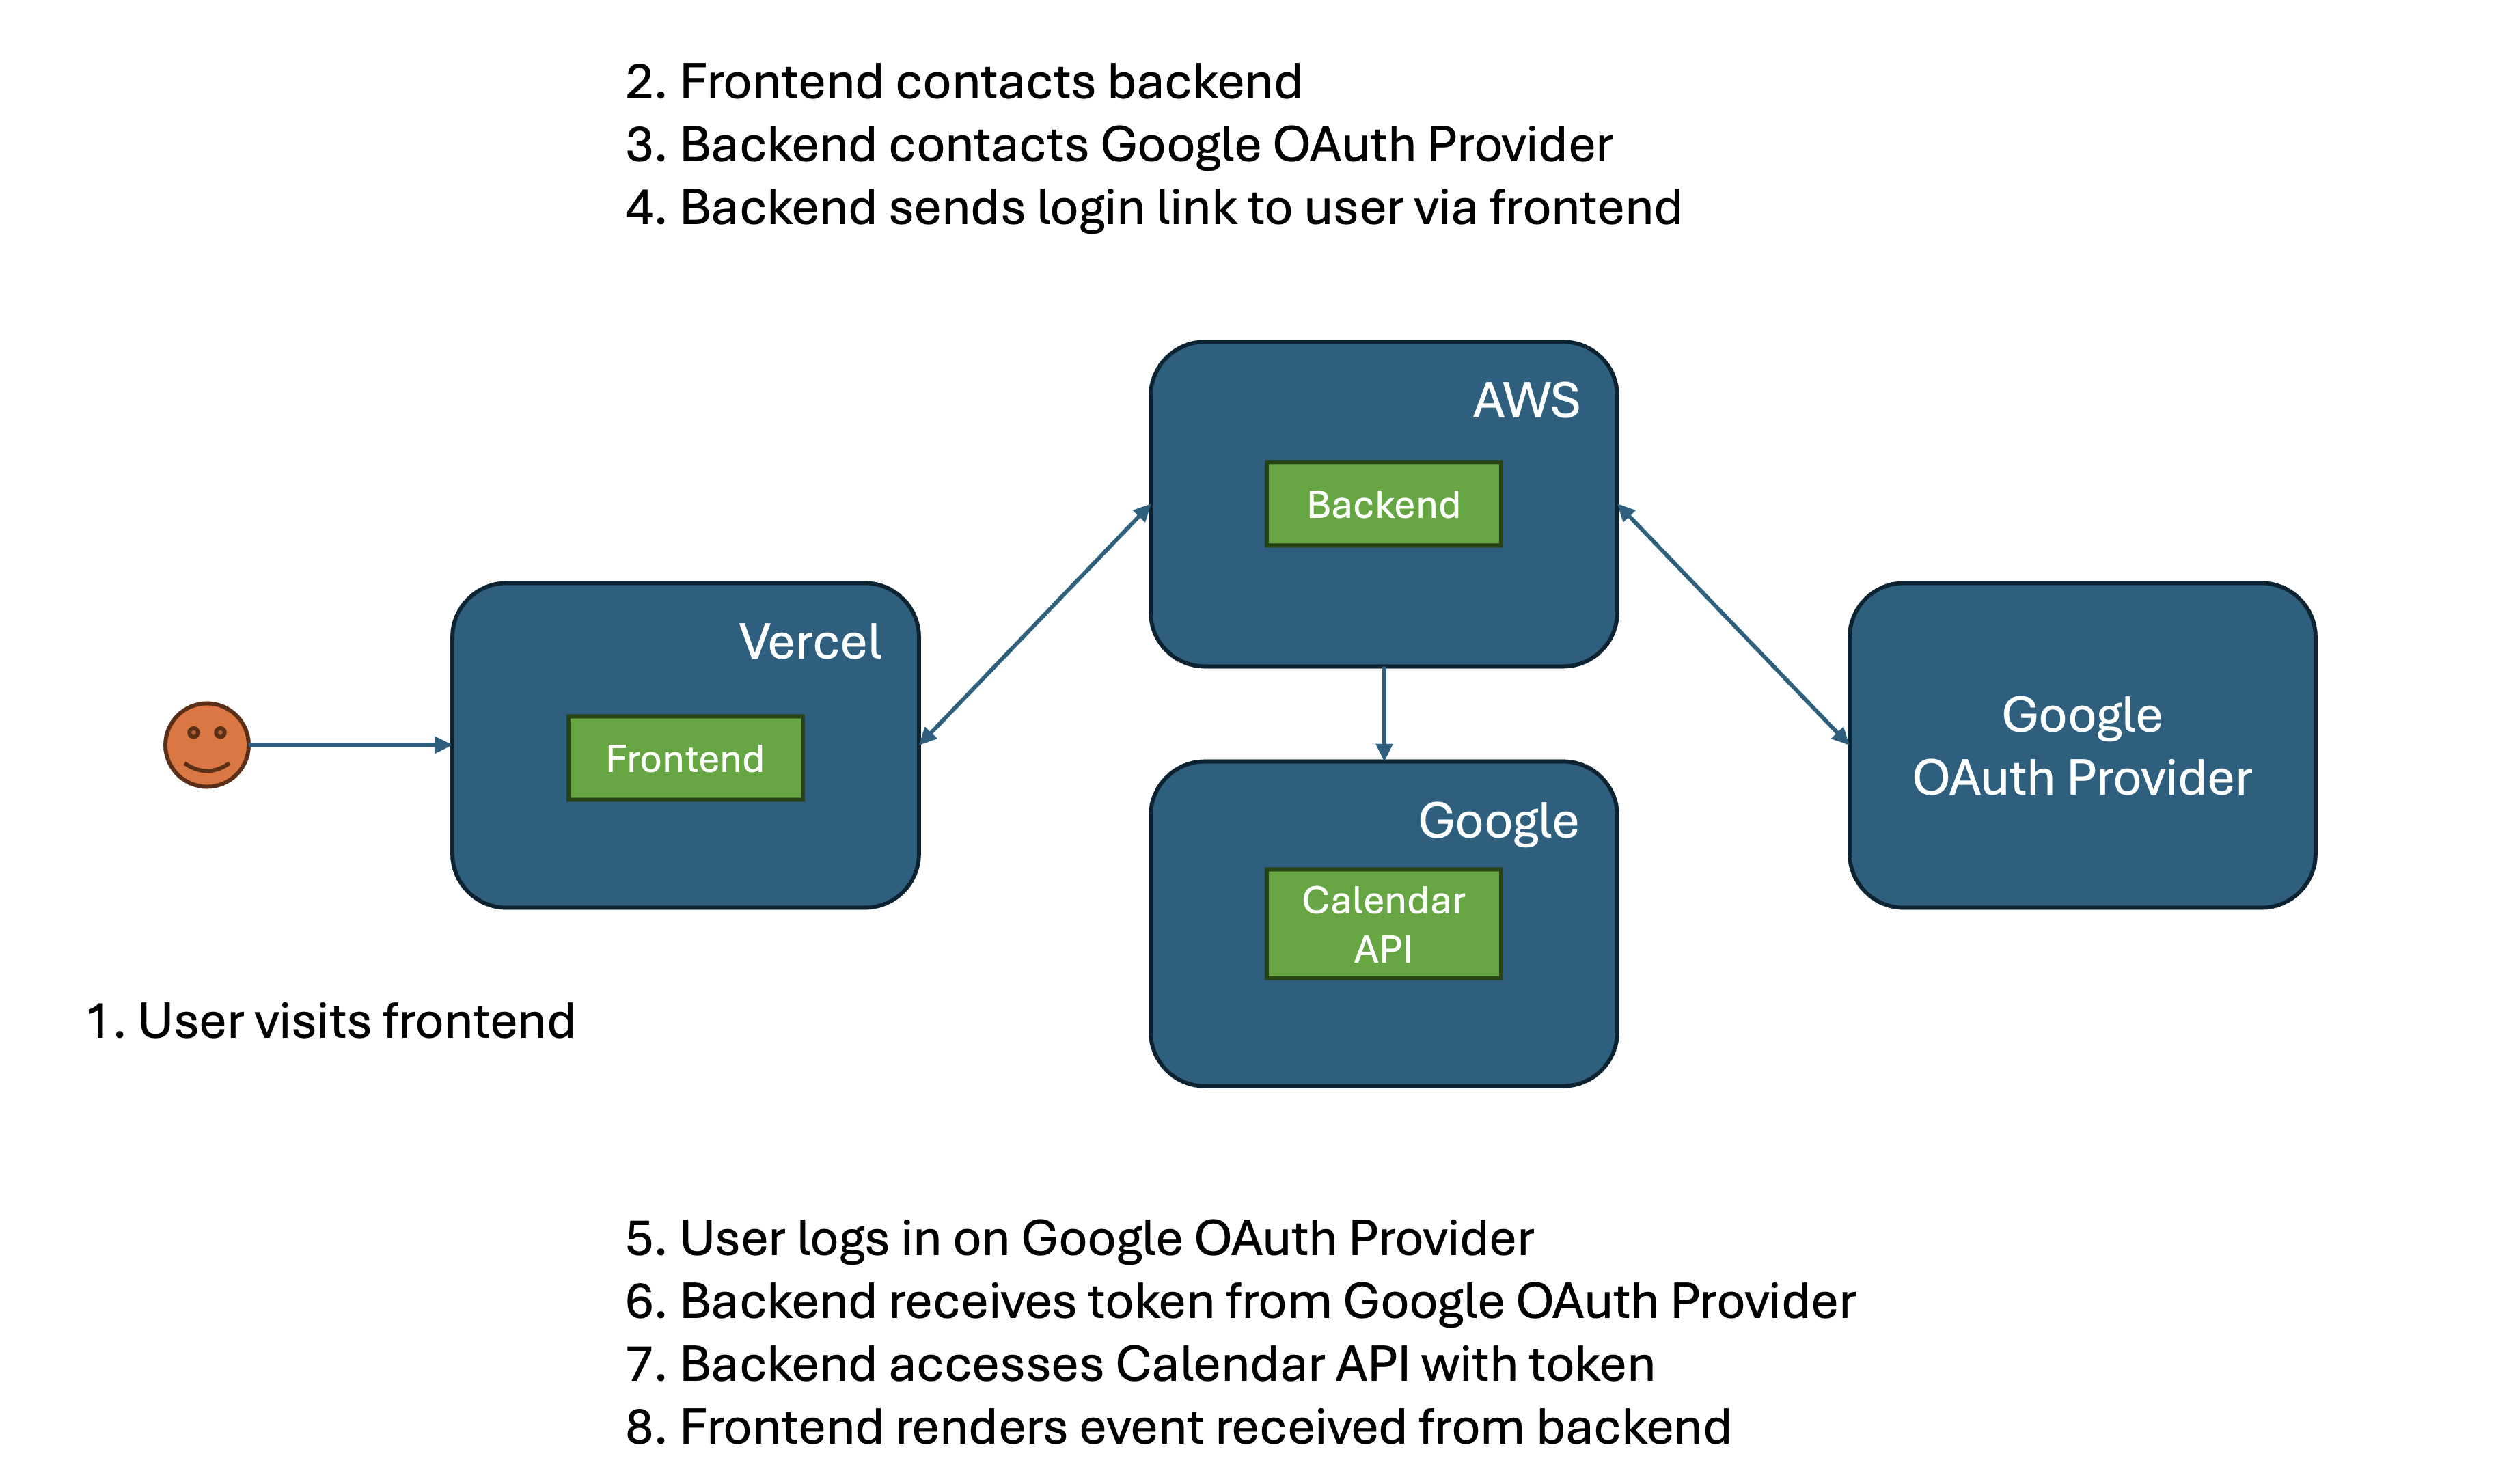 2. Frontend contacts backend
3. Backend contacts Google OAuth Provider
4. Backend sends login link to user via frontend
AWS
Backend
Vercel
Frontend
Google
OAuth Provider
Google
Calendar
API
1. User visits frontend
5. User logs in on Google OAuth Provider
6. Backend receives token from Google OAuth Provider
7. Backend accesses Calendar API with token
8. Frontend renders event received from backend